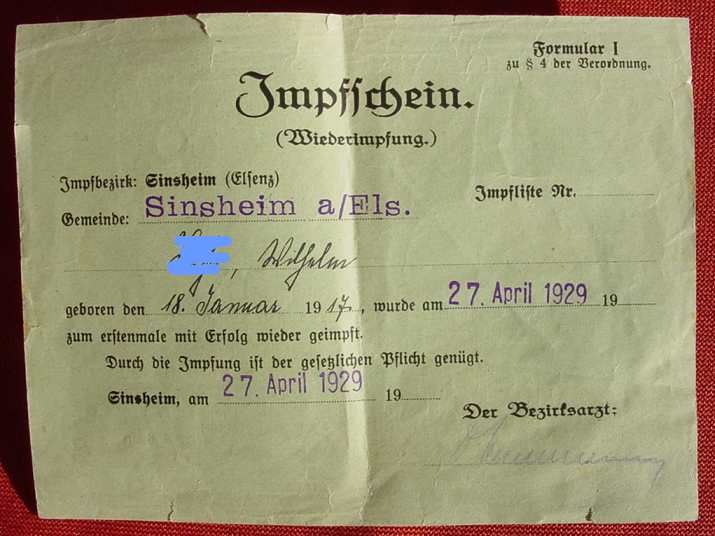 Formular I
zu § 4 der Verordnung.
Impfschein.
(Wiederimpfung.)
Impfbezirk: Sinsheim (Elsenz)
Impfliste Nr.
Gemeinde: Sinsheim a/Els.
, Wilhelm
geboren den 18. Januar 1917, wurde am 27. April 1929 19
zum erstenmale mit Erfolg wieder geimpft.
Durch die Impfung ist der gesetzlichen Pflicht genügt.
Sinsheim, am 27. April 1929 19
Der Bezirksarzt: